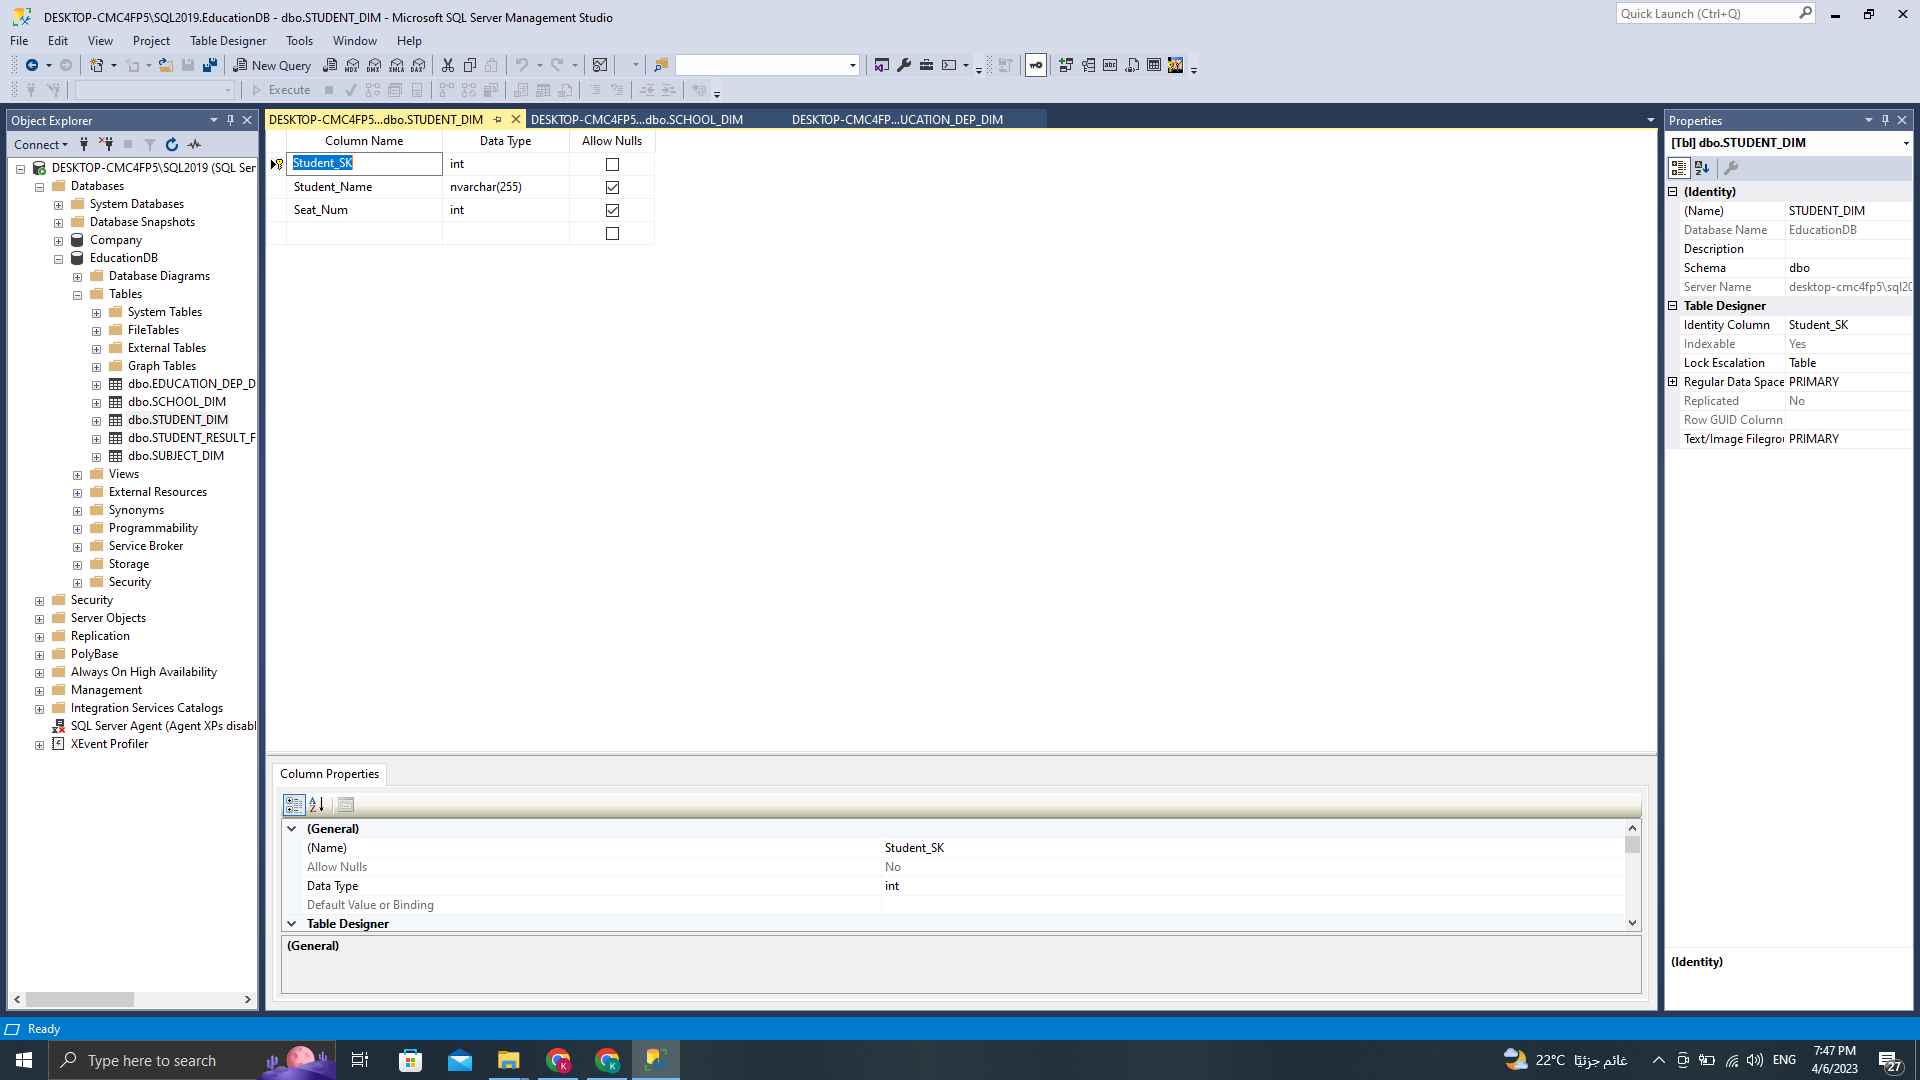 DESKTOP-CMC4FP5\SQL2019.EducationDB - dbo.STUDENT_DIM - Microsoft SQL Server Management Studio
Quick Launch (Ctrl+Q)
File Edit View Project Table Designer Tools Window Help
New Query
MDX DMX XMLA DAX
Execute
Object Explorer
Connect
DESKTOP-CMC4FP5\SQL2019 (SQL Ser
Databases
System Databases
Database Snapshots
Company
EducationDB
Database Diagrams
Tables
System Tables
FileTables
External Tables
Graph Tables
dbo.EDUCATION_DEP_D
dbo.SCHOOL_DIM
dbo.STUDENT_DIM
dbo.STUDENT_RESULT_F
dbo.SUBJECT_DIM
Views
External Resources
Synonyms
Programmability
Service Broker
Storage
Security
Security
Server Objects
Replication
PolyBase
Always On High Availability
Management
Integration Services Catalogs
SQL Server Agent (Agent XPs disabl
XEvent Profiler
DESKTOP-CMC4FP5...dbo.STUDENT_DIM
DESKTOP-CMC4FP5...dbo.SCHOOL_DIM
DESKTOP-CMC4FP...UCATION_DEP_DIM
Column Name Data Type Allow Nulls
Student_SK int
Student_Name nvarchar(255)
Seat_Num int
Column Properties
(General)
(Name) Student_SK
Allow Nulls No
Data Type int
Default Value or Binding
Table Designer
(General)
Properties
[Tbl] dbo.STUDENT_DIM
(Identity)
(Name) STUDENT_DIM
Database Name EducationDB
Description
Schema dbo
Server Name desktop-cmc4fp5\sql20
Table Designer
Identity Column Student_SK
Indexable Yes
Lock Escalation Table
Regular Data Space PRIMARY
Replicated No
Row GUID Column
Text/Image Filegrou PRIMARY
(Identity)
Ready
Type here to search
22°C غائم جزئيًا
ENG
7:47 PM
4/6/2023
27